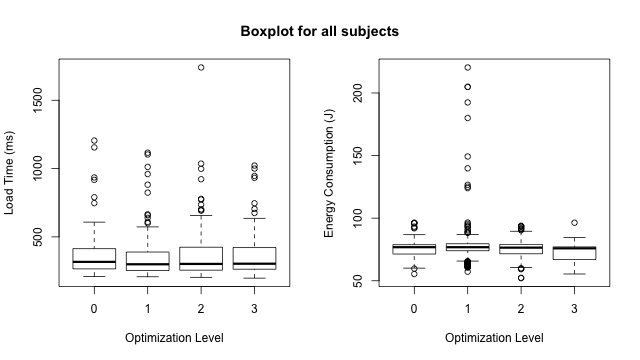 Boxplot for all subjects
Load Time (ms)
1500
1000
500
0 1 2 3
Optimization Level
Energy Consumption (J)
200
150
100
50
0 1 2 3
Optimization Level